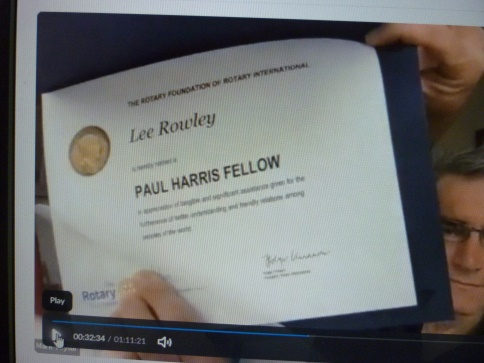 THE ROTARY FOUNDATION OF ROTARY INTERNATIONAL
Lee Rowley
is hereby named a
PAUL HARRIS FELLOW
in appreciation of tangible and significant assistance given for the
furtherance of better understanding and friendly relations among
peoples of the world
Rotary
Play
00:32:34 / 01:11:21